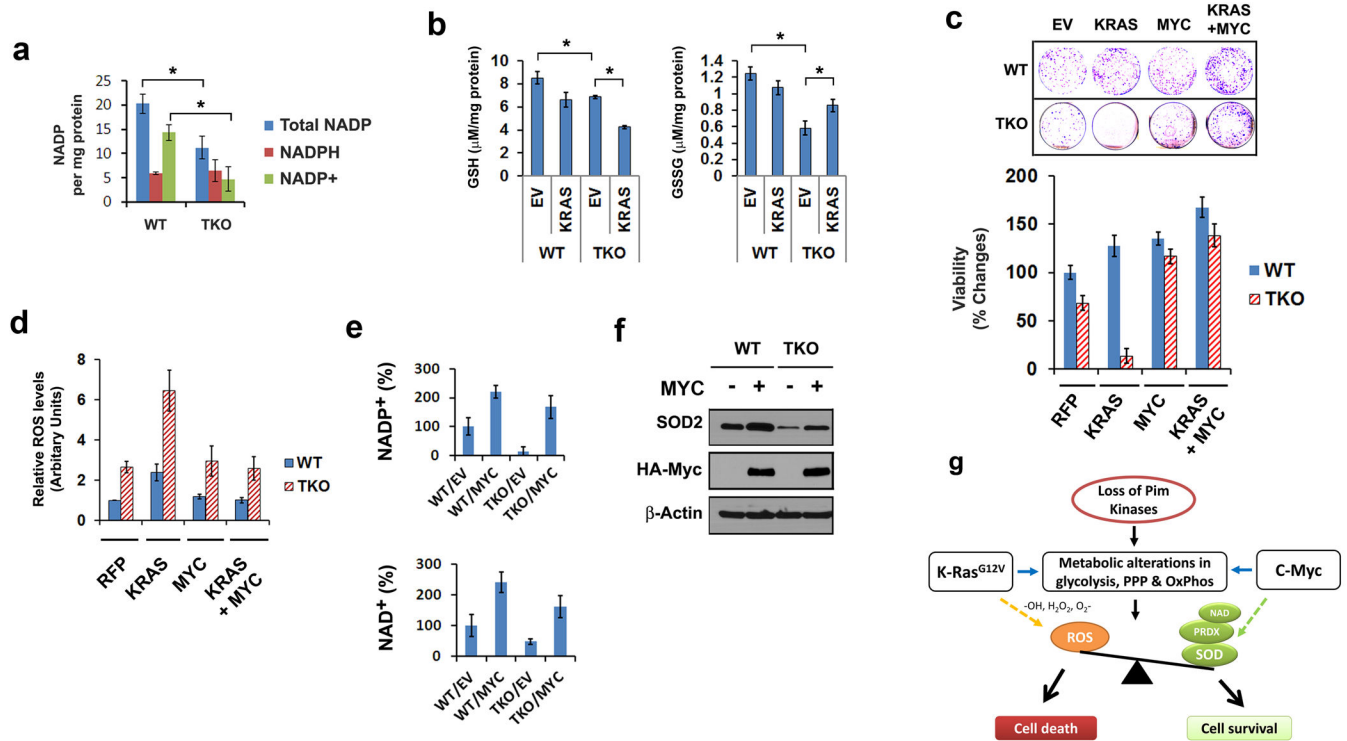 a
NADP
per mg protein
25
20
15
10
5
0
*
*
Total NADP
NADPH
NADP+
WT
TKO
b
GSH (μM/mg protein)
10
8
6
4
2
0
*
*
EV
KRAS
EV
KRAS
WT
TKO
GSSG (μM/mg protein)
1.4
1.2
1
0.8
0.6
0.4
0.2
0
*
*
EV
KRAS
EV
KRAS
WT
TKO
c
EV
KRAS
MYC
KRAS
+MYC
WT
TKO
Viability
(% Changes)
200
150
100
50
0
WT
TKO
RFP
KRAS
MYC
KRAS
+ MYC
d
Relative ROS levels
(Arbitary Units)
8
6
4
2
0
WT
TKO
RFP
KRAS
MYC
KRAS
+ MYC
e
NADP+ (%)
300
200
100
0
WT/EV
WT/MYC
TKO/EV
TKO/MYC
NAD+ (%)
300
200
100
0
WT/EV
WT/MYC
TKO/EV
TKO/MYC
f
WT
TKO
MYC
-
+
-
+
SOD2
HA-Myc
β-Actin
g
Loss of Pim
Kinases
K-RasG12V
Metabolic alterations in
glycolysis, PPP & OxPhos
C-Myc
-OH, H2O2, O2-
ROS
NAD
PRDX
SOD
Cell death
Cell survival